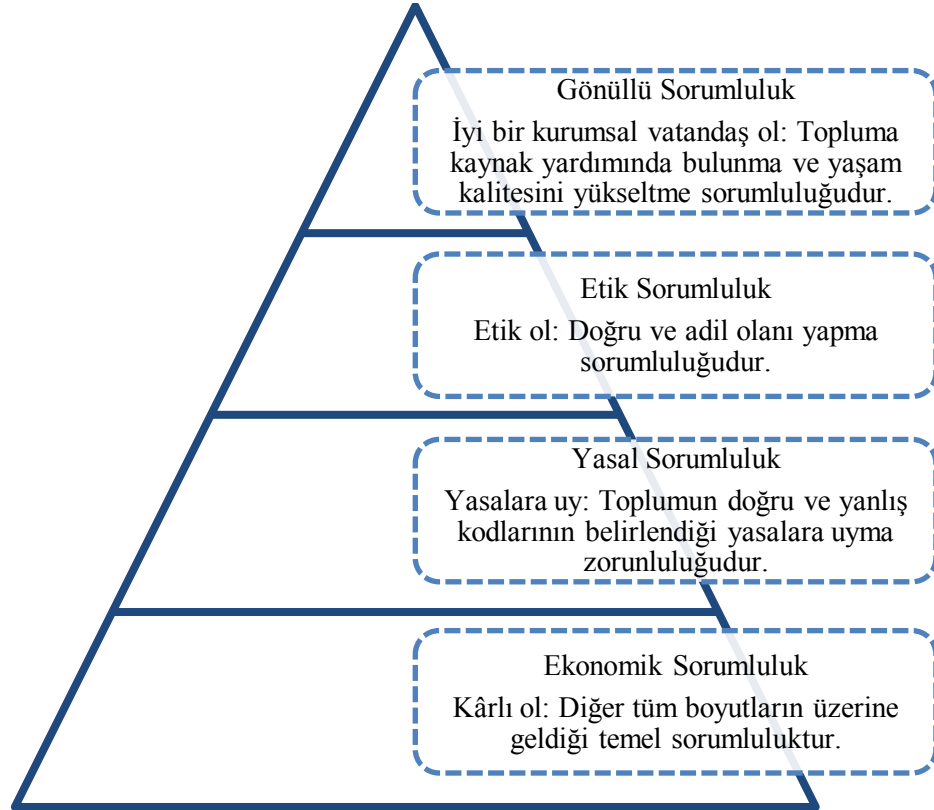 Gönüllü Sorumluluk
İyi bir kurumsal vatandaş ol: Topluma
kaynak yardımında bulunma ve yaşam
kalitesini yükseltme sorumluluğudur.
Etik Sorumluluk
Etik ol: Doğru ve adil olanı yapma
sorumluluğudur.
Yasal Sorumluluk
Yasalara uy: Toplumun doğru ve yanlış
kodlarının belirlendiği yasalara uyma
zorunluluğudur.
Ekonomik Sorumluluk
Kârlı ol: Diğer tüm boyutların üzerine
geldiği temel sorumluluktur.